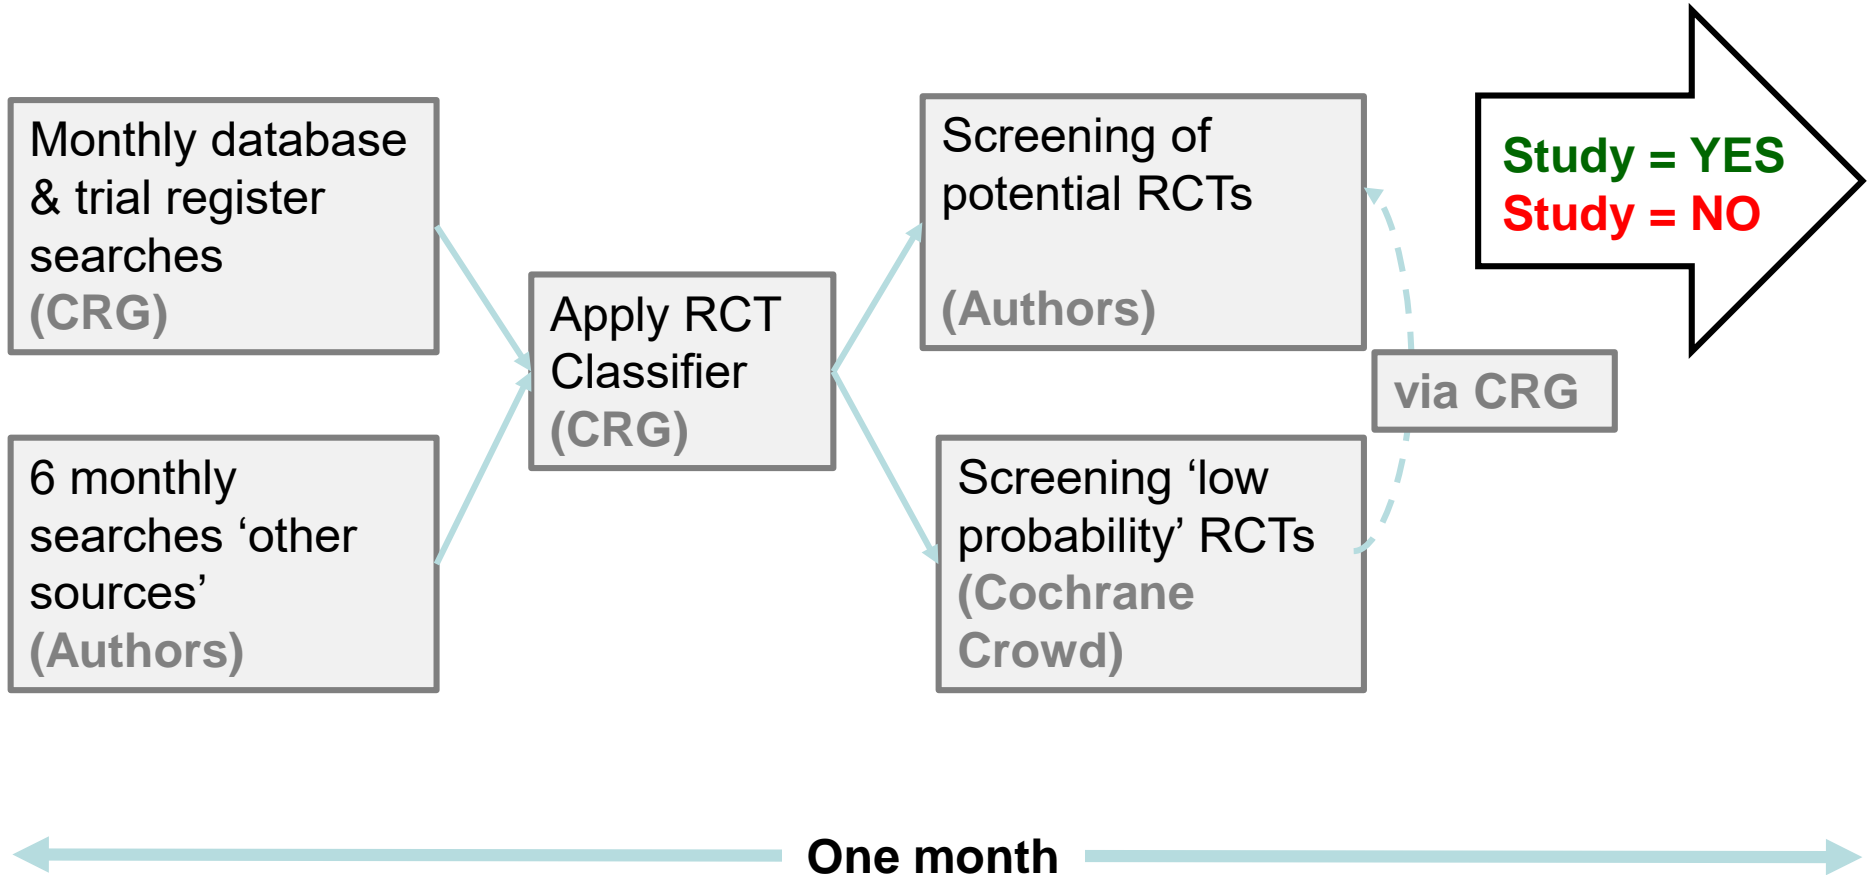 Monthly database
& trial register
searches
(CRG)
6 monthly
searches ‘other
sources’
(Authors)
Apply RCT
Classifier
(CRG)
Screening of
potential RCTs
(Authors)
Screening ‘low
probability’ RCTs
(Cochrane
Crowd)
via CRG
Study = YES
Study = NO
One month